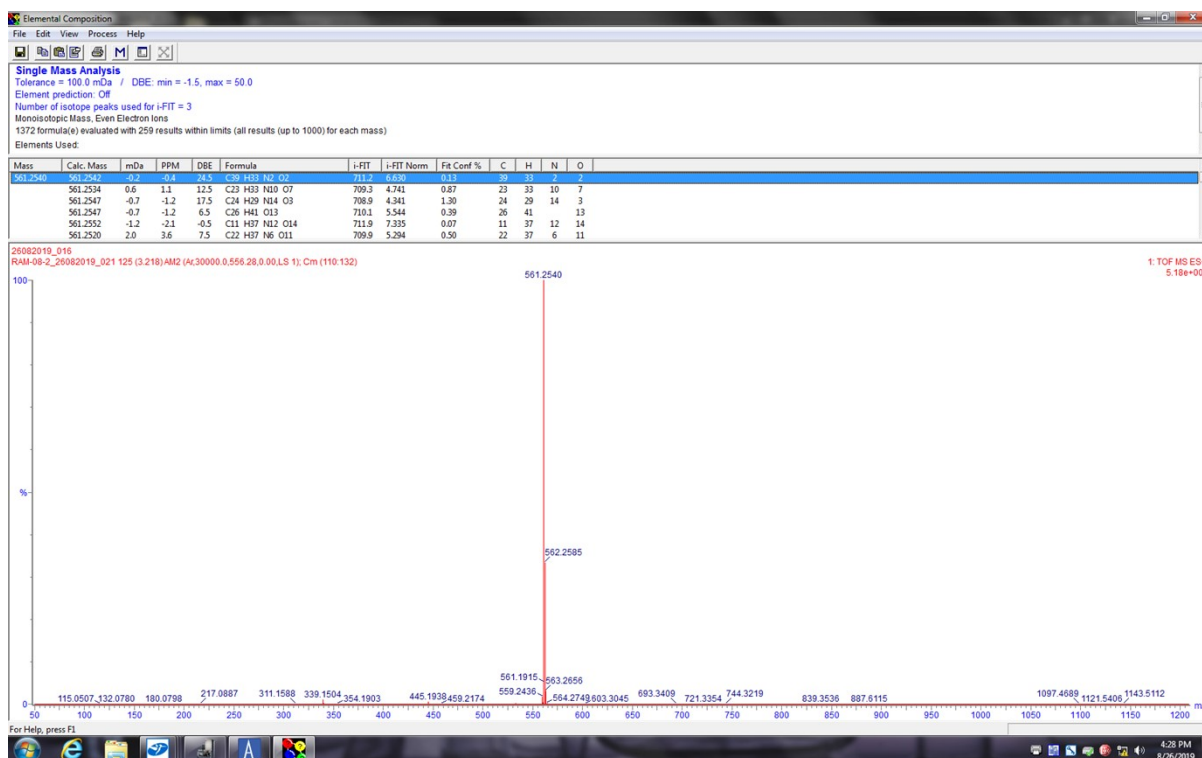 Elemental Composition
File Edit View Process Help
M
Single Mass Analysis
Tolerance = 100.0 mDa / DBE: min = -1.5, max = 50.0
Element prediction: Off
Number of isotope peaks used for i-FIT = 3
Monoisotopic Mass, Even Electron Ions
1372 formula(e) evaluated with 259 results within limits (all results (up to 1000) for each mass)
Elements Used:
Mass Calc. Mass mDa PPM DBE Formula i-FIT i-FIT Norm Fit Conf % C H N O
561.2540 561.2542 -0.2 -0.4 24.5 C39 H33 N2 O2 711.2 6.630 0.13 39 33 2 2
561.2534 0.6 1.1 12.5 C23 H33 N10 O7 709.3 4.741 0.87 23 33 10 7
561.2547 -0.7 -1.2 17.5 C24 H29 N14 O3 708.9 4.341 1.30 24 29 14 3
561.2547 -0.7 -1.2 6.5 C26 H41 O13 710.1 5.544 0.39 26 41 13
561.2552 -1.2 -2.1 -0.5 C11 H37 N12 O14 711.9 7.335 0.07 11 37 12 14
561.2520 2.0 3.6 7.5 C22 H37 N6 O11 709.9 5.294 0.50 22 37 6 11
26082019_016
RAM-08-2_26082019_021 125 (3.218) AM2 (Ar,30000.0,556.28,0.00,LS 1); Cm (110:132)
1: TOF MS ES
5.18e+00
561.2540
100
%
562.2585
561.1915
563.2656
559.2436
564.2749
115.0507
132.0780
180.0798
217.0887
311.1588
339.1504
354.1903
445.1938
459.2174
603.3045
693.3409
721.3354
744.3219
839.3536
887.6115
1097.4689
1121.5406
1143.5112
0
50 100 150 200 250 300 350 400 450 500 550 600 650 700 750 800 850 900 950 1000 1050 1100 1150 1200
For Help, press F1
4:28 PM
8/26/2019